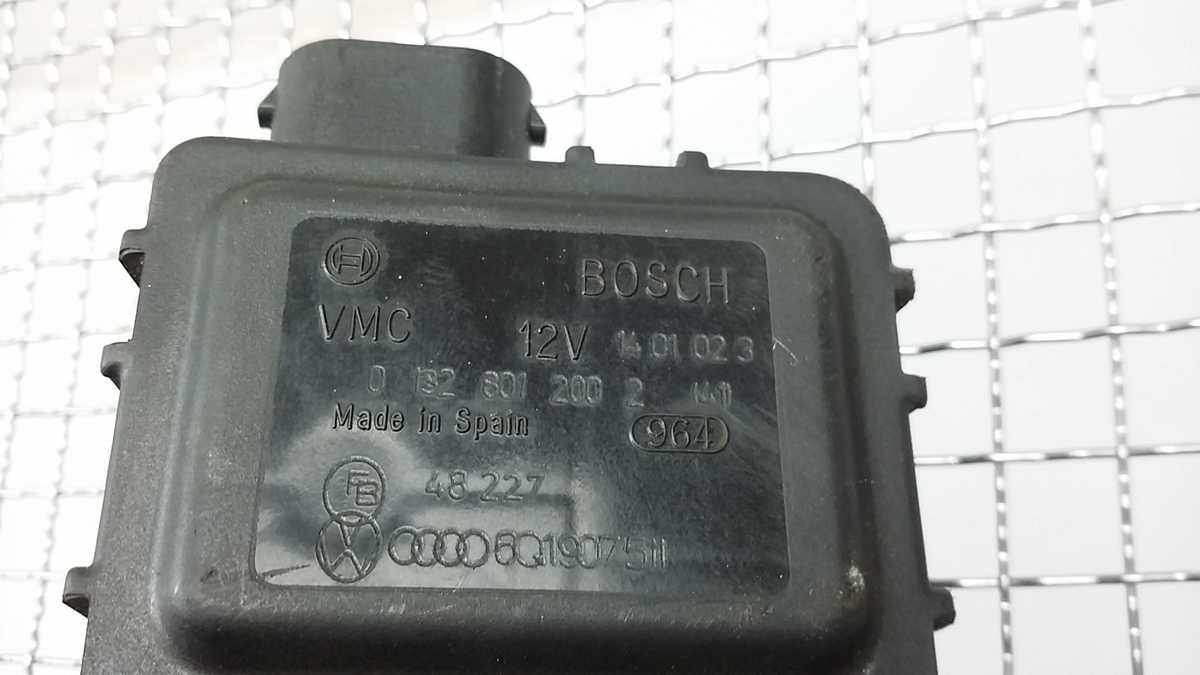 BOSCH
VMC 12V 14 01 02 3
0 132 801 200 2
Made in Spain 964
FB 48 227
6Q1907511